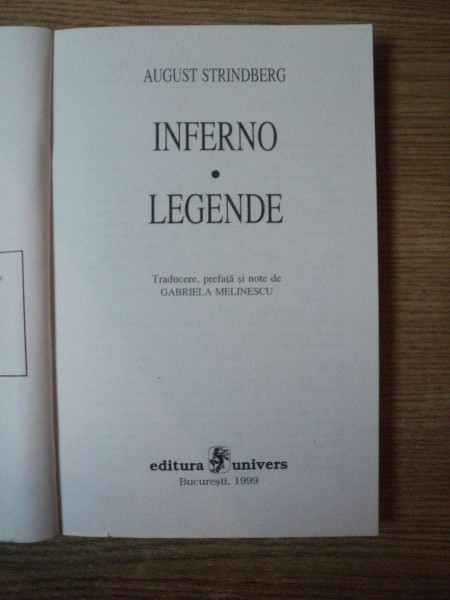 AUGUST STRINDBERG
INFERNO
•
LEGENDE
Traducere, prefață și note de
GABRIELA MELINESCU
editura univers
București, 1999